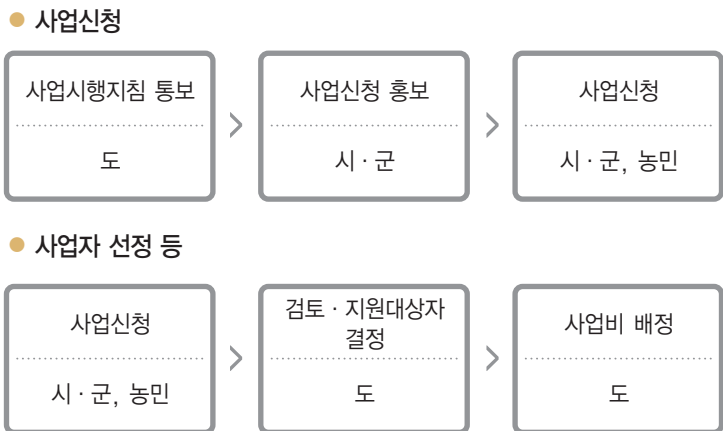 사업신청
사업시행지침 통보
도
사업신청 홍보
시 · 군
사업신청
시 · 군, 농민
사업자 선정 등
사업신청
시 · 군, 농민
검토 · 지원대상자
결정
도
사업비 배정
도